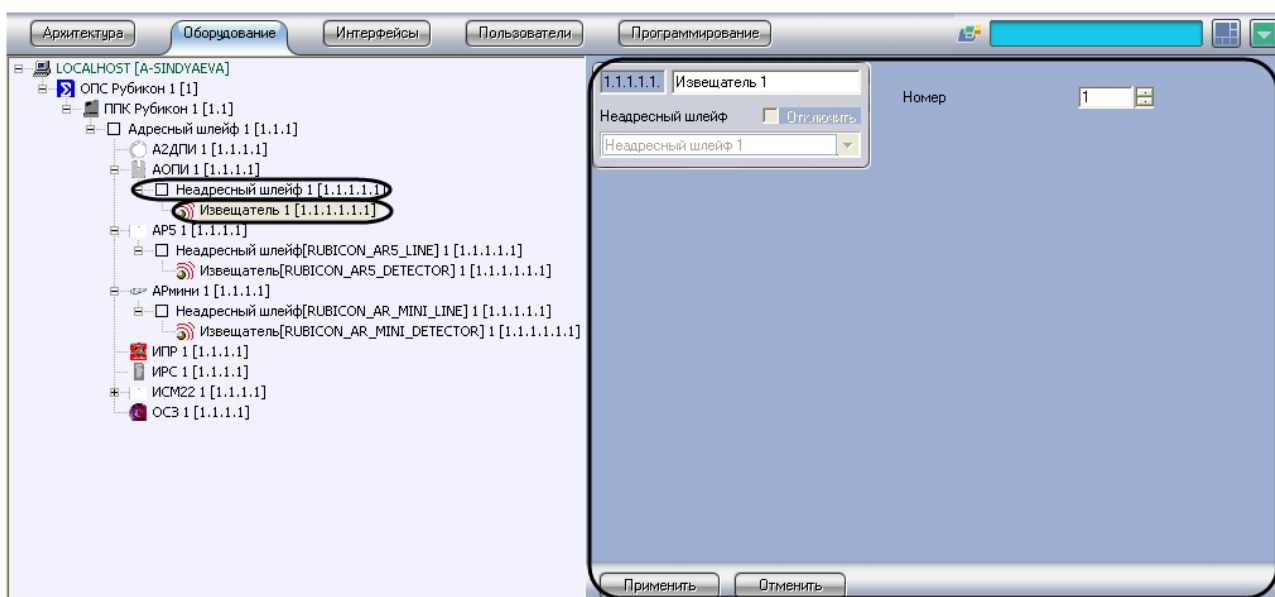 Архитектура Оборудование Интерфейсы Пользователи Программирование
LOCALHOST [A-SINDYAEVA]
ОПС Рубикон 1 [1]
ППК Рубикон 1 [1.1]
Адресный шлейф 1 [1.1.1]
А2ДПИ 1 [1.1.1.1]
АОПИ 1 [1.1.1.1]
Неадресный шлейф 1 [1.1.1.1.1]
Извещатель 1 [1.1.1.1.1.1]
АР5 1 [1.1.1.1]
Неадресный шлейф[RUBICON_AR5_LINE] 1 [1.1.1.1.1]
Извещатель[RUBICON_AR5_DETECTOR] 1 [1.1.1.1.1.1]
АРмини 1 [1.1.1.1]
Неадресный шлейф[RUBICON_AR_MINI_LINE] 1 [1.1.1.1.1]
Извещатель[RUBICON_AR_MINI_DETECTOR] 1 [1.1.1.1.1.1]
ИПР 1 [1.1.1.1]
ИРС 1 [1.1.1.1]
ИСМ22 1 [1.1.1.1]
ОСЗ 1 [1.1.1.1]
1.1.1.1.1. Извещатель 1
Неадресный шлейф Отключить
Неадресный шлейф 1
Номер 1
Применить Отменить